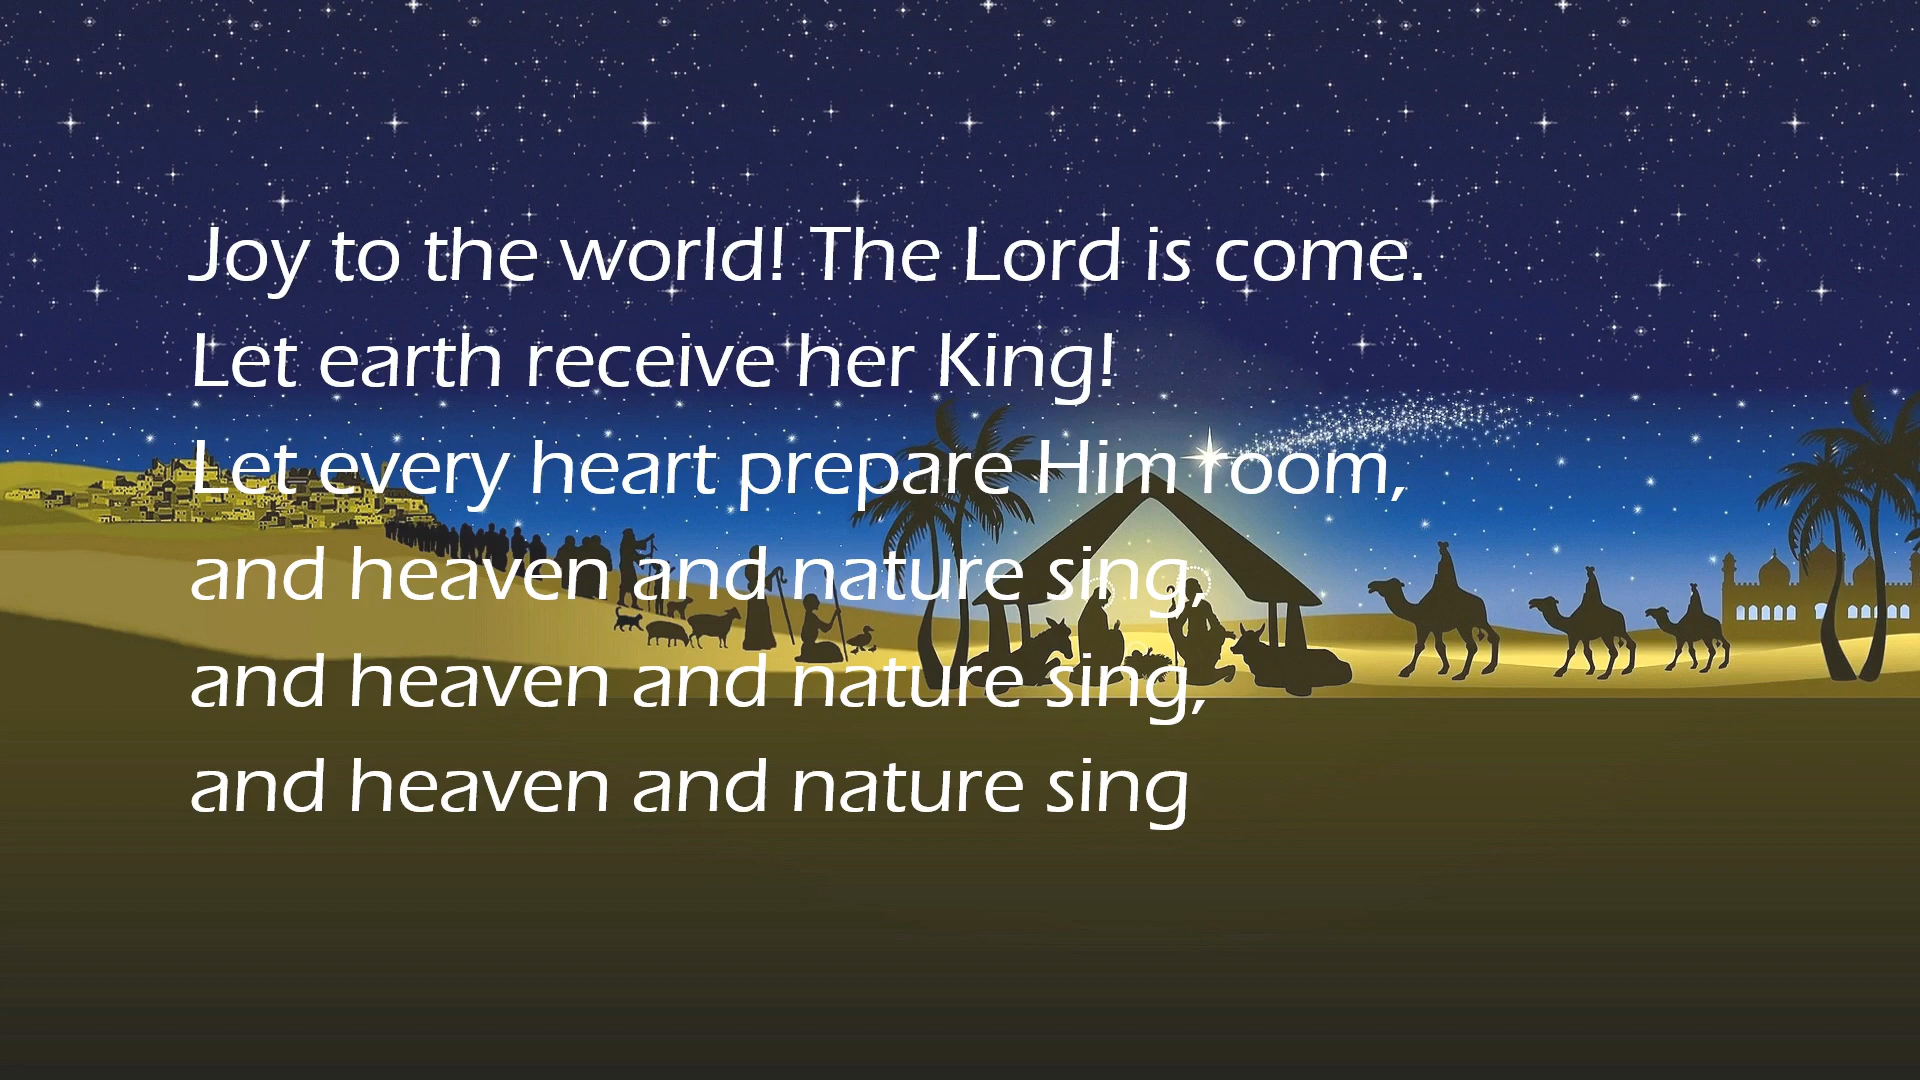 Joy to the world! The Lord is come.
Let earth receive her King!
Let every heart prepare Him room,
and heaven and nature sing,
and heaven and nature sing,
and heaven and nature sing